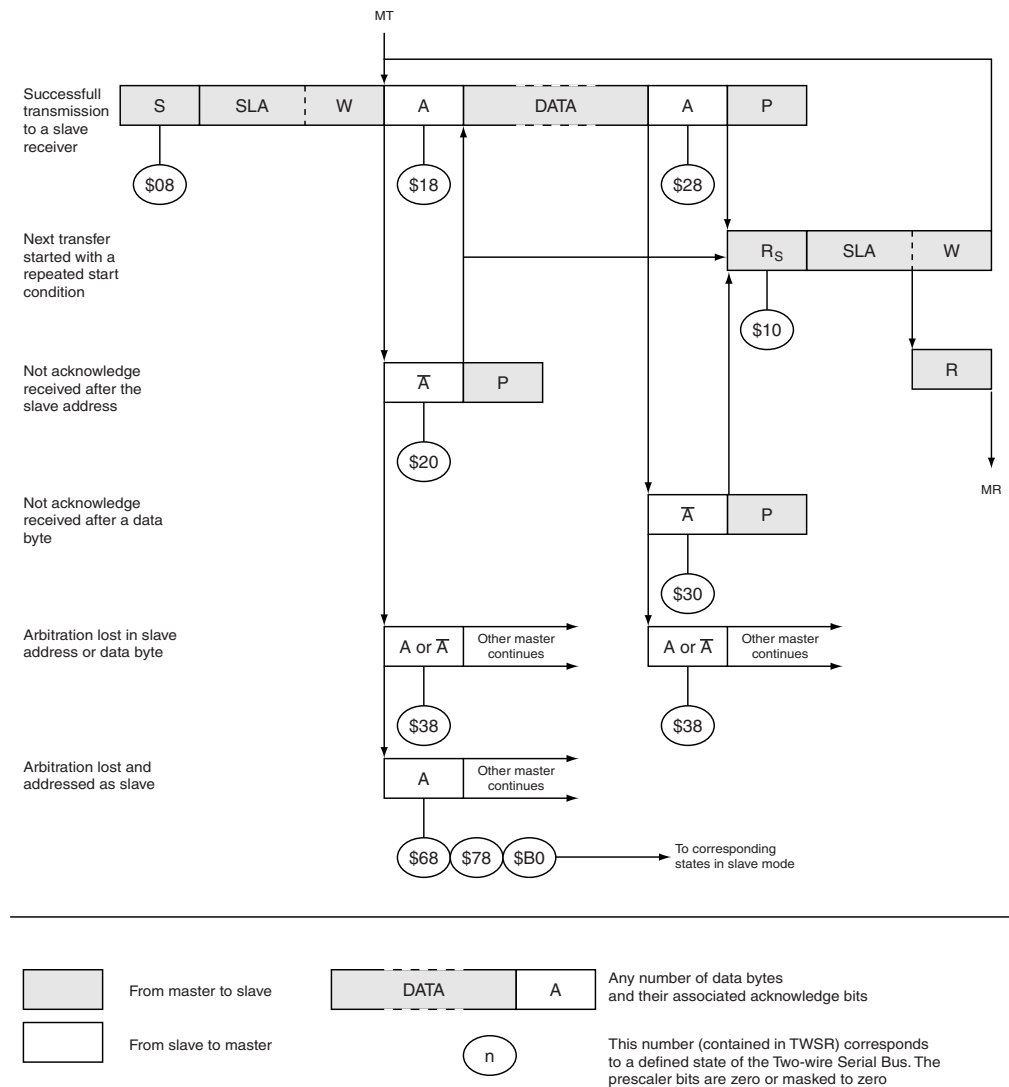 MT
Successfull
transmission
to a slave
receiver
S SLA W A DATA A P
$08 $18 $28
Next transfer
started with a
repeated start
condition
RS SLA W
$10
Not acknowledge
received after the
slave address
A̅ P
R
$20
MR
Not acknowledge
received after a data
byte
A̅ P
$30
Arbitration lost in slave
address or data byte
A or A̅
Other master
continues
A or A̅
Other master
continues
$38 $38
Arbitration lost and
addressed as slave
A
Other master
continues
$68 $78 $B0
To corresponding
states in slave mode
From master to slave
DATA A
Any number of data bytes
and their associated acknowledge bits
From slave to master
n
This number (contained in TWSR) corresponds
to a defined state of the Two-wire Serial Bus. The
prescaler bits are zero or masked to zero